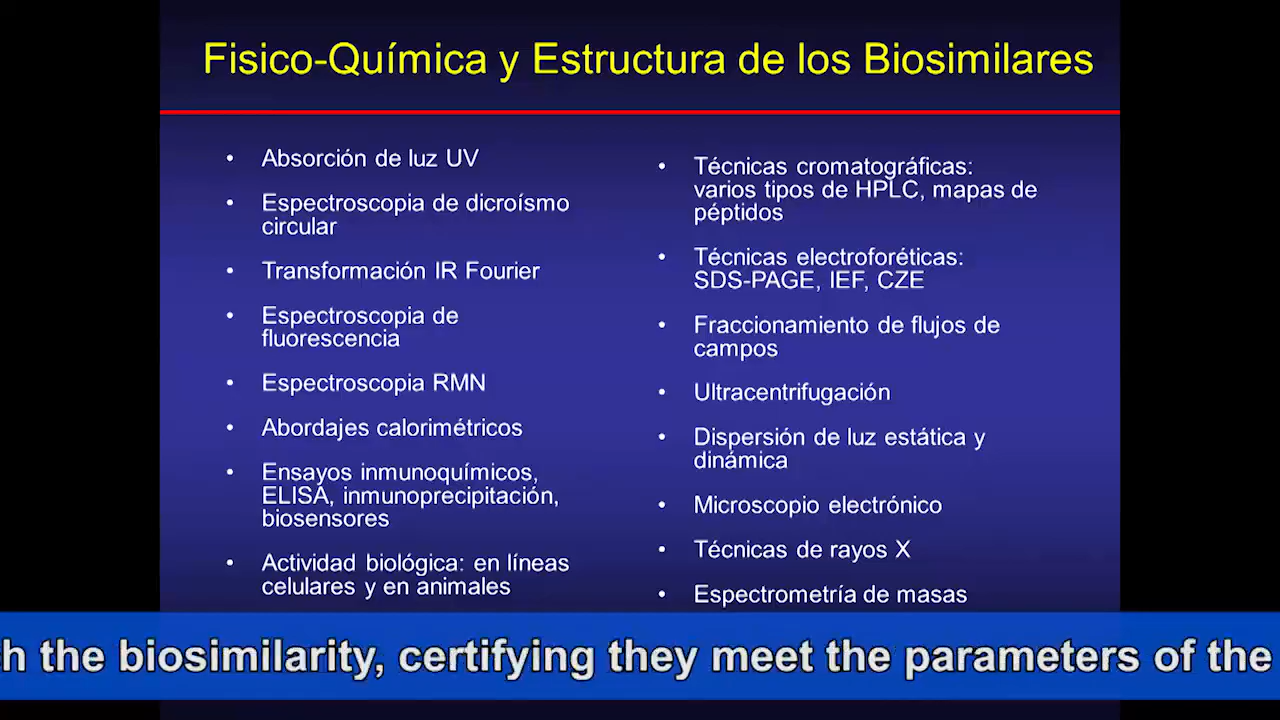 Fisico-Química y Estructura de los Biosimilares
• Absorción de luz UV
• Espectroscopia de dicroísmo
circular
• Transformación IR Fourier
• Espectroscopia de
fluorescencia
• Espectroscopia RMN
• Abordajes calorimétricos
• Ensayos inmunoquímicos,
ELISA, inmunoprecipitación,
biosensores
• Actividad biológica: en líneas
celulares y en animales
• Técnicas cromatográficas:
varios tipos de HPLC, mapas de
péptidos
• Técnicas electroforéticas:
SDS-PAGE, IEF, CZE
• Fraccionamiento de flujos de
campos
• Ultracentrifugación
• Dispersión de luz estática y
dinámica
• Microscopio electrónico
• Técnicas de rayos X
• Espectrometría de masas
h the biosimilarity, certifying they meet the parameters of the